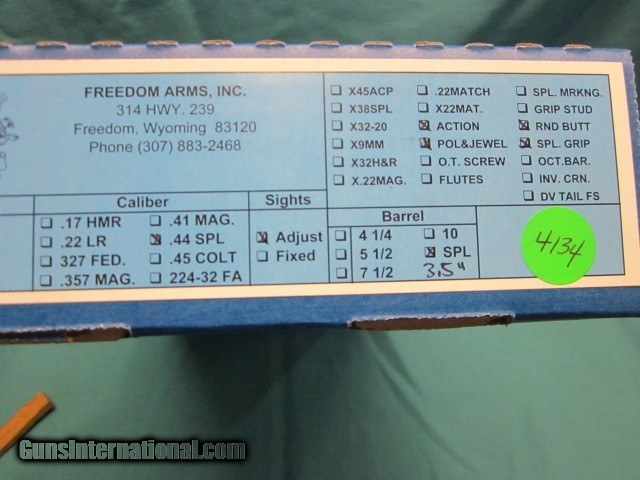 FREEDOM ARMS, INC.
314 HWY. 239
Freedom, Wyoming 83120
Phone (307) 883-2468
X45ACP
X38SPL
X32-20
X9MM
X32H&R
X.22MAG.
.22MATCH
X22MAT.
ACTION
POL&JEWEL
O.T. SCREW
FLUTES
SPL. MRKNG.
GRIP STUD
RND BUTT
SPL. GRIP
OCT.BAR.
INV. CRN.
DV TAIL FS
Caliber
.17 HMR
.22 LR
327 FED.
.357 MAG.
.41 MAG.
.44 SPL
.45 COLT
224-32 FA
Sights
Adjust
Fixed
Barrel
4 1/4
5 1/2
7 1/2
10
SPL
3.5"
4134
GunsInternational.com